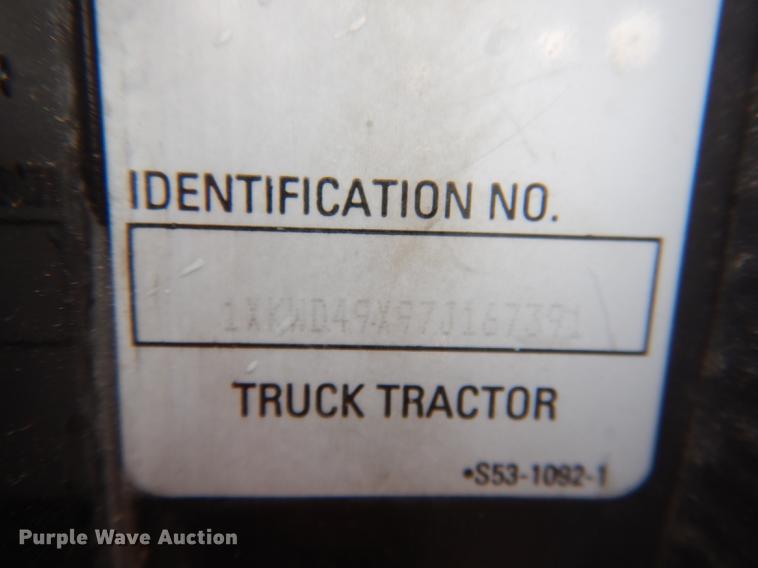 IDENTIFICATION NO.
1XKWD49X97J167391
TRUCK TRACTOR
•S53-1092-1
Purple Wave Auction